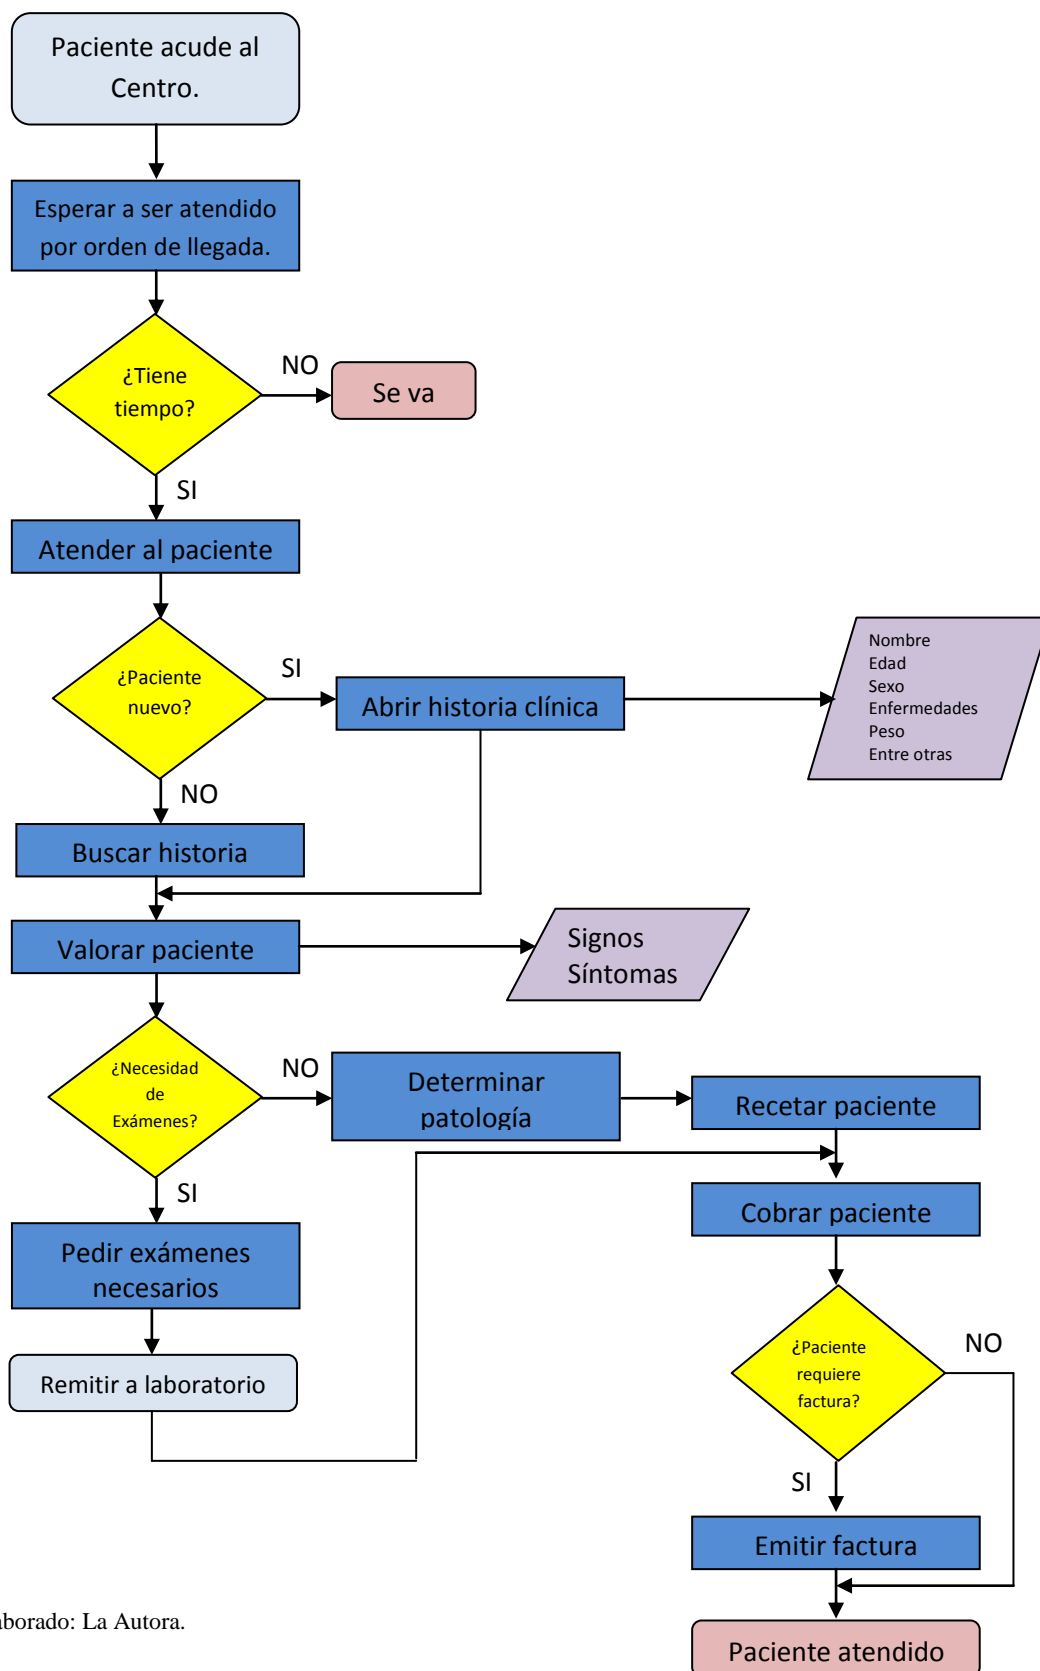 Paciente acude al
Centro.
Esperar a ser atendido
por orden de llegada.
¿Tiene
tiempo?
NO
Se va
SI
Atender al paciente
¿Paciente
nuevo?
SI
Abrir historia clínica
Nombre
Edad
Sexo
Enfermedades
Peso
Entre otras
NO
Buscar historia
Valorar paciente
Signos
Síntomas
¿Necesidad
de
Exámenes?
NO
Determinar
patología
Recetar paciente
SI
Pedir exámenes
necesarios
Remitir a laboratorio
Cobrar paciente
¿Paciente
requiere
factura?
NO
SI
Emitir factura
Paciente atendido
aborado: La Autora.